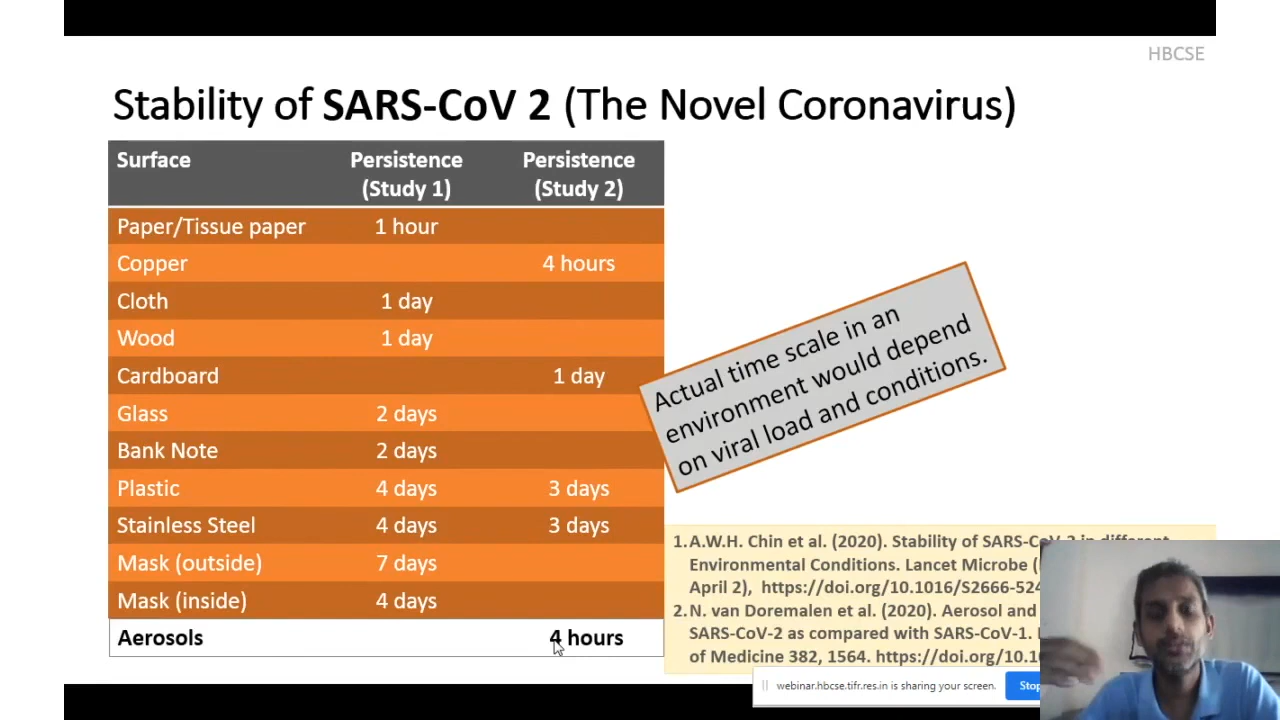 HBCSE
Stability of SARS-CoV 2 (The Novel Coronavirus)
Surface Persistence (Study 1) Persistence (Study 2)
Paper/Tissue paper 1 hour
Copper 4 hours
Cloth 1 day
Wood 1 day
Cardboard 1 day
Glass 2 days
Bank Note 2 days
Plastic 4 days 3 days
Stainless Steel 4 days 3 days
Mask (outside) 7 days
Mask (inside) 4 days
Aerosols 4 hours
Actual time scale in an
environment would depend
on viral load and conditions.
1. A.W.H. Chin et al. (2020). Stability of SARS-CoV-2 in different
Environmental Conditions. Lancet Microbe (
April 2), https://doi.org/10.1016/S2666-524
2. N. van Doremalen et al. (2020). Aerosol and
SARS-CoV-2 as compared with SARS-CoV-1.
of Medicine 382, 1564. https://doi.org/10.10
webinar.hbcse.tifr.res.in is sharing your screen.